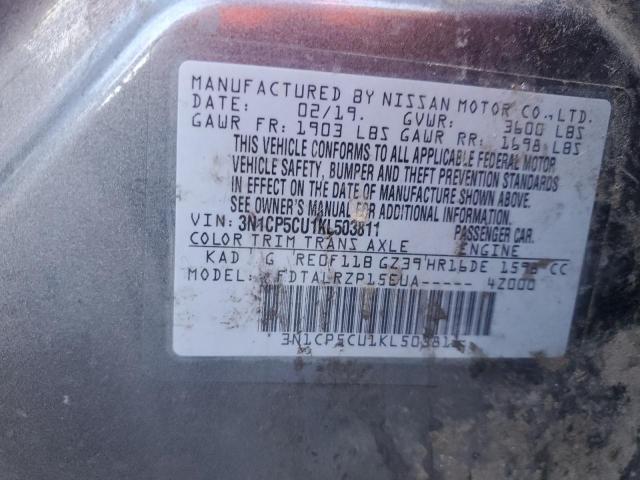 MANUFACTURED BY NISSAN MOTOR CO.,LTD.
DATE: 02/19. GVWR: 3600 LBS
GAWR FR: 1903 LBS GAWR RR: 1698 LBS
THIS VEHICLE CONFORMS TO ALL APPLICABLE FEDERAL MOTOR
VEHICLE SAFETY, BUMPER AND THEFT PREVENTION STANDARDS
IN EFFECT ON THE DATE OF MANUFACTURE SHOWN ABOVE.
SEE OWNER'S MANUAL FOR ADDITIONAL INFORMATION.
VIN: 3N1CP5CU1KL503811 PASSENGER CAR.
COLOR TRIM TRANS AXLE ENGINE
KAD G RE0F11B GZ39 HR16DE 1598 CC
MODEL: FDTALRZP15EUA----- 4Z000
3N1CP5CU1KL503811